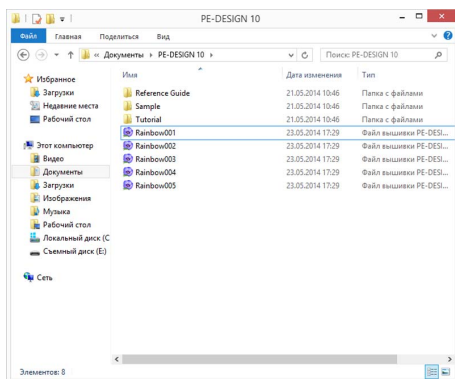 PE-DESIGN 10
Файл Главная Поделиться Вид
« Документы ▸ PE-DESIGN 10 ▸ Поиск: PE-DESIGN 10
Имя Дата изменения Тип
Избранное
Загрузки
Недавние места
Рабочий стол
Этот компьютер
Видео
Документы
Загрузки
Изображения
Музыка
Рабочий стол
Локальный диск (C
Съемный диск (E:)
Сеть
Reference Guide 21.05.2014 10:46 Папка с файлами
Sample 21.05.2014 10:46 Папка с файлами
Tutorial 21.05.2014 10:46 Папка с файлами
Rainbow001 23.05.2014 17:29 Файл вышивки PE-DESI...
Rainbow002 23.05.2014 17:29 Файл вышивки PE-DESI...
Rainbow003 23.05.2014 17:29 Файл вышивки PE-DESI...
Rainbow004 23.05.2014 17:29 Файл вышивки PE-DESI...
Rainbow005 23.05.2014 17:29 Файл вышивки PE-DESI...
Элементов: 8